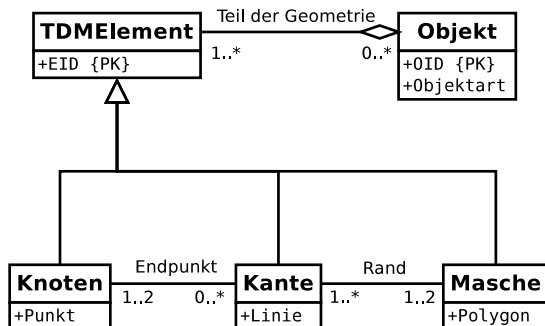 Teil der Geometrie
TDMElement
Objekt
1..*
0..*
+EID {PK}
+OID {PK}
+Objektart
Endpunkt
Rand
Knoten
Kante
Masche
1..2
0..*
1..*
1..2
+Punkt
+Linie
+Polygon